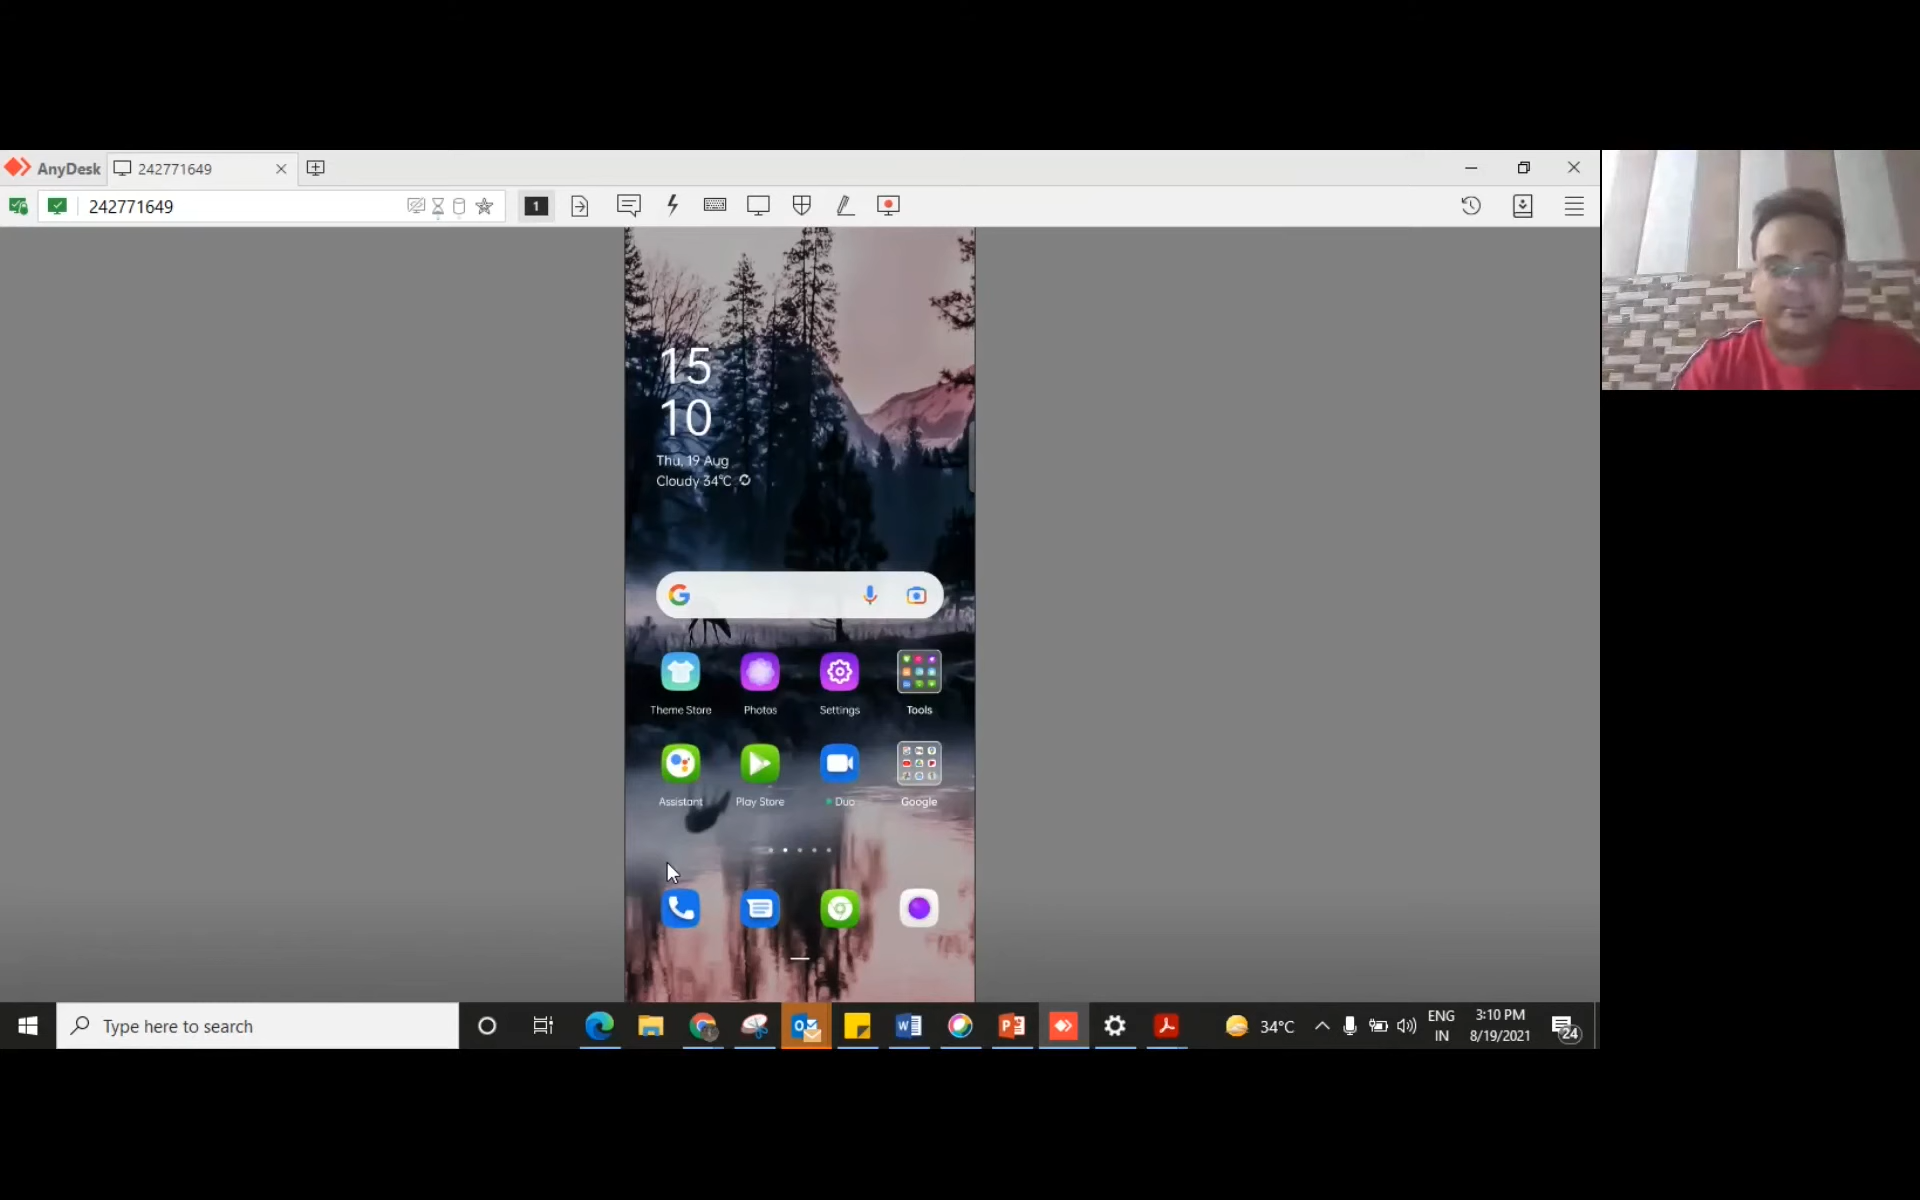 AnyDesk
242771649
242771649
1
15
10
Thu, 19 Aug
Cloudy 34°C
Theme Store
Photos
Settings
Tools
Assistant
Play Store
Duo
Google
Type here to search
34°C
ENG
IN
3:10 PM
8/19/2021
24